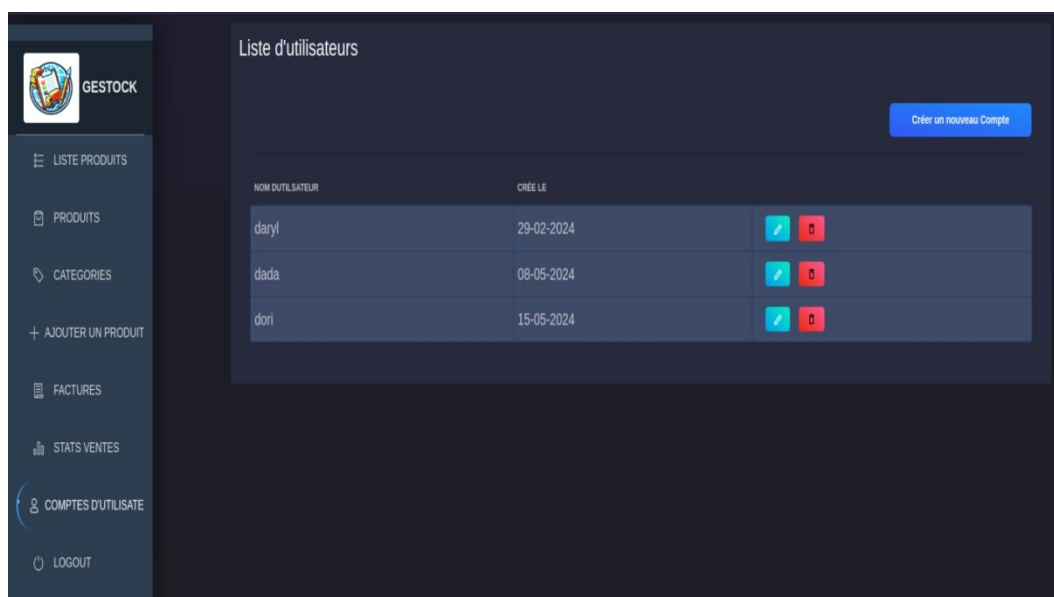 GESTOCK
LISTE PRODUITS
PRODUITS
CATEGORIES
AJOUTER UN PRODUIT
FACTURES
STATS VENTES
COMPTES D'UTILISATE
LOGOUT
Liste d'utilisateurs
Créer un nouveau Compte
NOM DUTILSATEUR CRÉE LE
daryl 29-02-2024
dada 08-05-2024
dori 15-05-2024